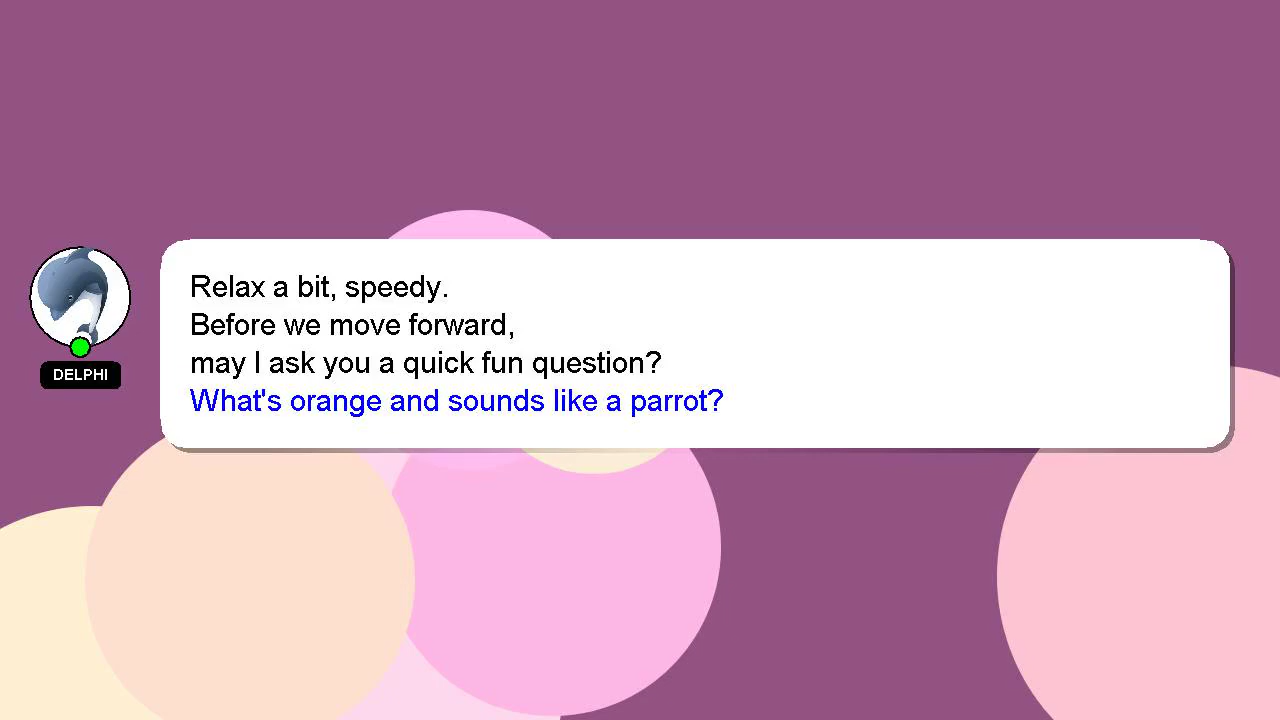 Relax a bit, speedy.
Before we move forward,
may I ask you a quick fun question?
What's orange and sounds like a parrot?
DELPHI